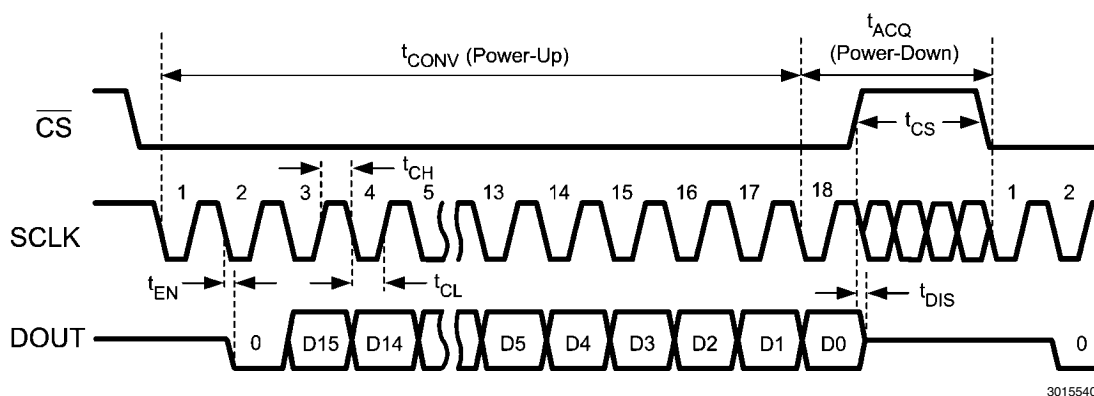 tCONV (Power-Up)
tACQ
(Power-Down)
CS
tCS
tCH
1 2 3 4 5 13 14 15 16 17 18 1 2
SCLK
tEN
tCL
tDIS
DOUT
0 D15 D14 D5 D4 D3 D2 D1 D0 0
3015540